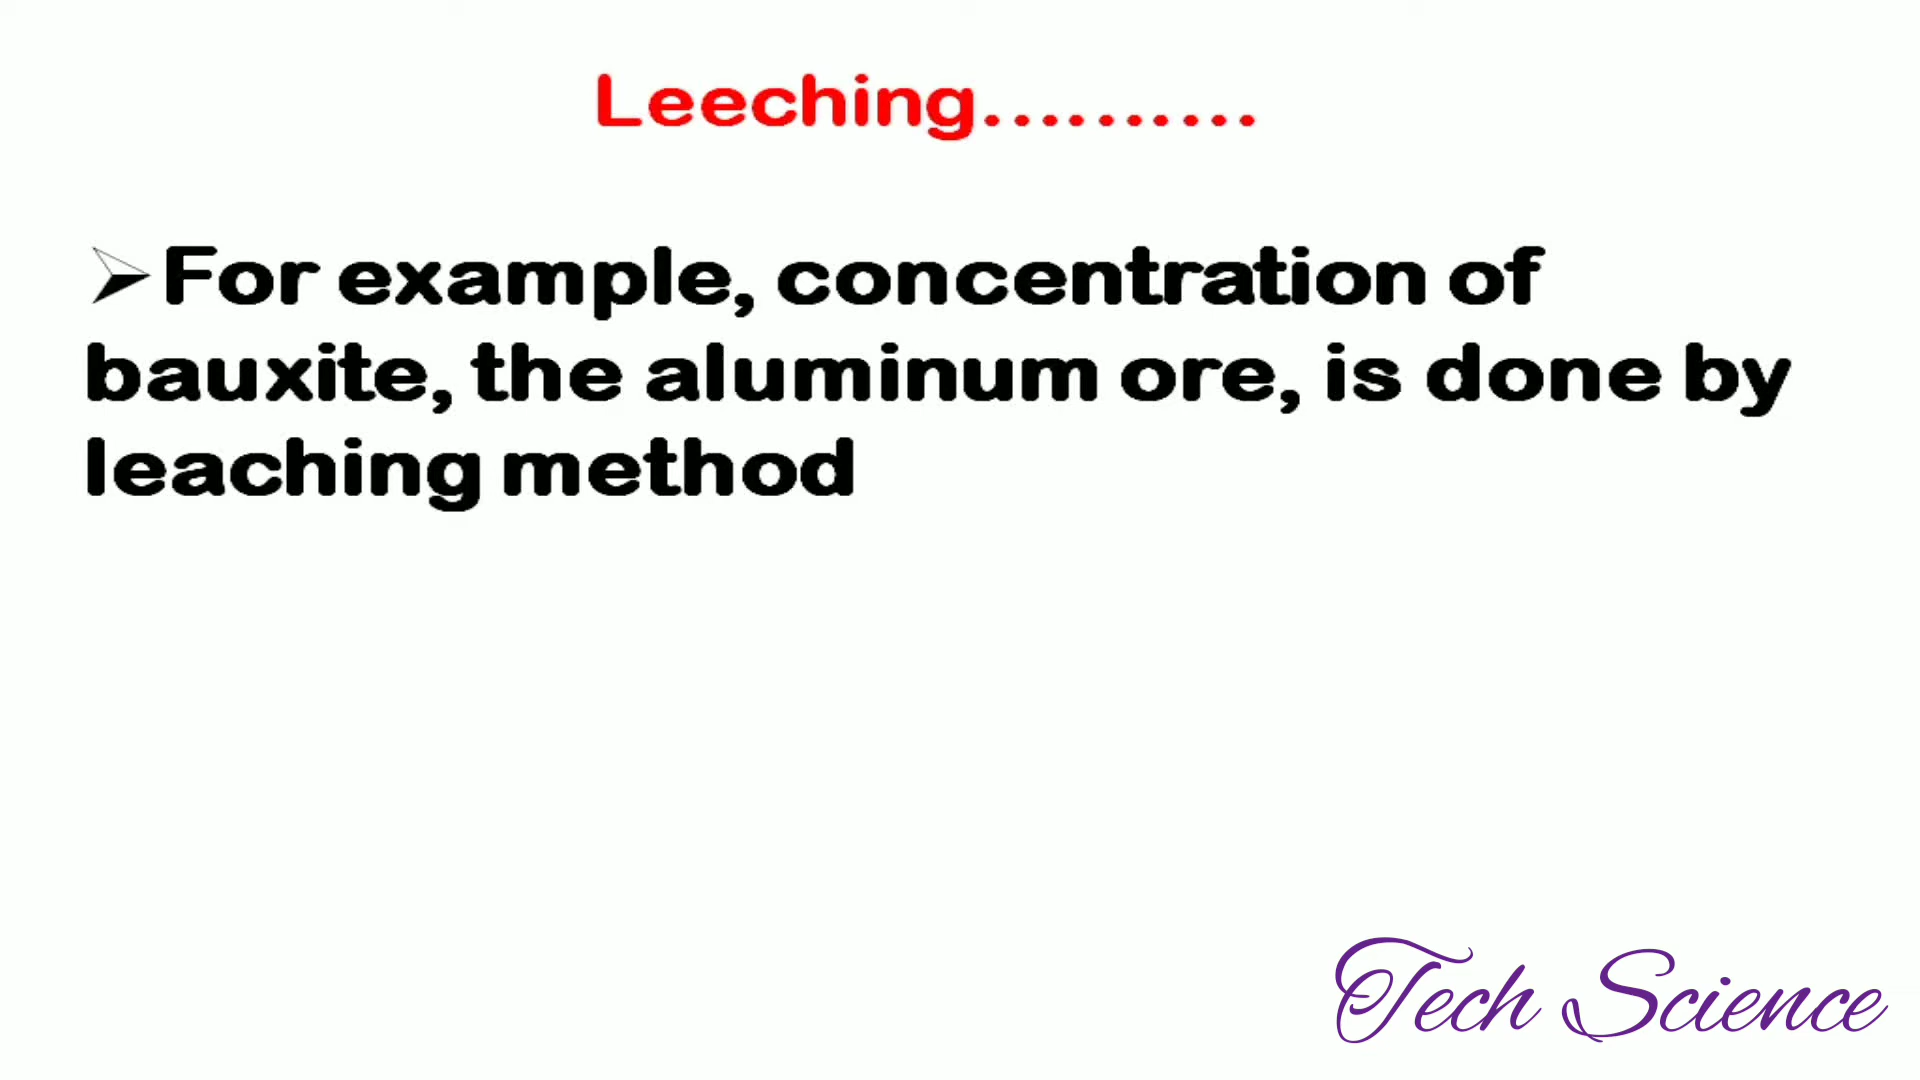 Leeching..........
➢For example, concentration of
bauxite, the aluminum ore, is done by
leaching method
Tech Science